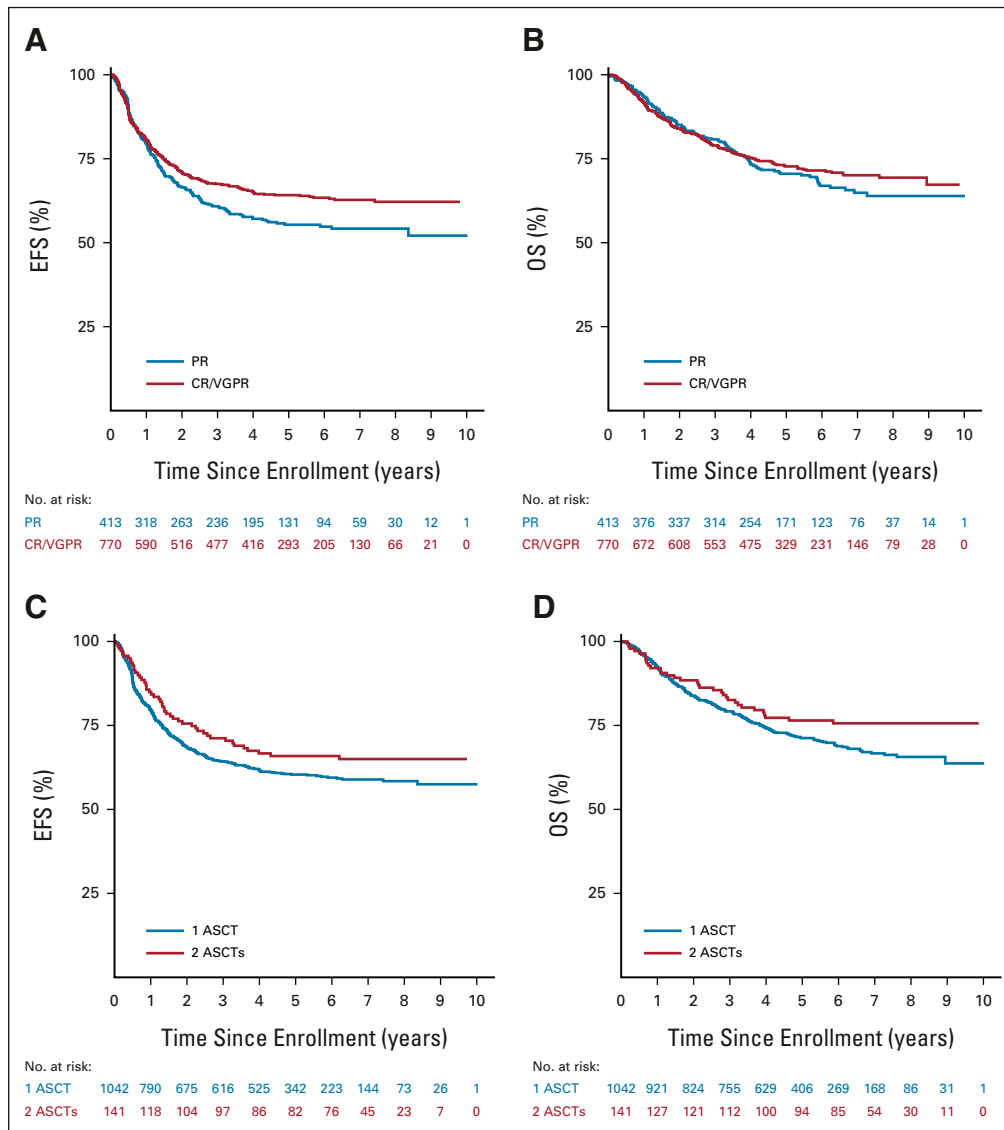 A
100
75
50
25
EFS (%)
PR
CR/VGPR
0 1 2 3 4 5 6 7 8 9 10
Time Since Enrollment (years)
No. at risk:
PR 413 318 263 236 195 131 94 59 30 12 1
CR/VGPR 770 590 516 477 416 293 205 130 66 21 0
B
100
75
50
25
OS (%)
PR
CR/VGPR
0 1 2 3 4 5 6 7 8 9 10
Time Since Enrollment (years)
No. at risk:
PR 413 376 337 314 254 171 123 76 37 14 1
CR/VGPR 770 672 608 553 475 329 231 146 79 28 0
C
100
75
50
25
EFS (%)
1 ASCT
2 ASCTs
0 1 2 3 4 5 6 7 8 9 10
Time Since Enrollment (years)
No. at risk:
1 ASCT 1042 790 675 616 525 342 223 144 73 26 1
2 ASCTs 141 118 104 97 86 82 76 45 23 7 0
D
100
75
50
25
OS (%)
1 ASCT
2 ASCTs
0 1 2 3 4 5 6 7 8 9 10
Time Since Enrollment (years)
No. at risk:
1 ASCT 1042 921 824 755 629 406 269 168 86 31 1
2 ASCTs 141 127 121 112 100 94 85 54 30 11 0